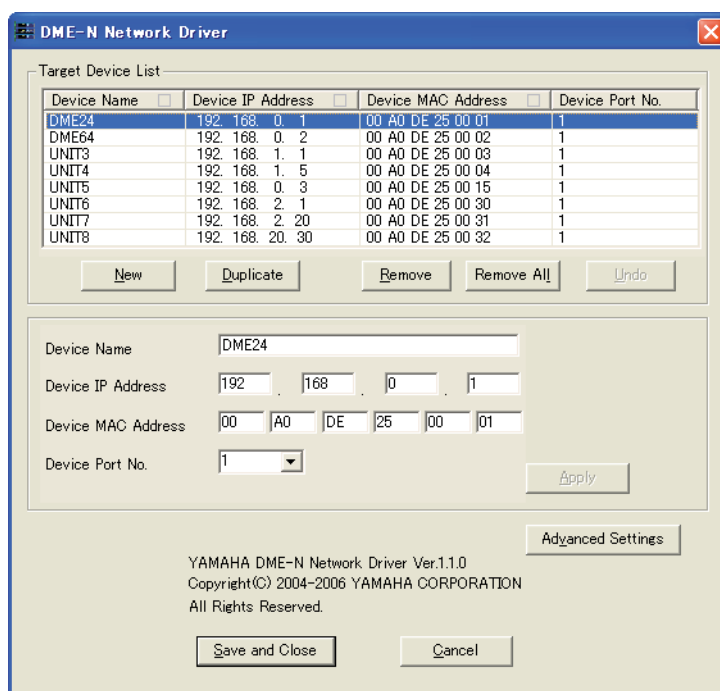 DME-N Network Driver
Target Device List
Device Name Device IP Address Device MAC Address Device Port No.
DME24 192. 168. 0. 1 00 A0 DE 25 00 01 1
DME64 192. 168. 0. 2 00 A0 DE 25 00 02 1
UNIT3 192. 168. 1. 1 00 A0 DE 25 00 03 1
UNIT4 192. 168. 1. 5 00 A0 DE 25 00 04 1
UNIT5 192. 168. 0. 3 00 A0 DE 25 00 15 1
UNIT6 192. 168. 2. 1 00 A0 DE 25 00 30 1
UNIT7 192. 168. 2. 20 00 A0 DE 25 00 31 1
UNIT8 192. 168. 20. 30 00 A0 DE 25 00 32 1
New Duplicate Remove Remove All Undo
Device Name DME24
Device IP Address 192 . 168 . 0 . 1
Device MAC Address 00 A0 DE 25 00 01
Device Port No. 1
Apply
Advanced Settings
YAMAHA DME-N Network Driver Ver.1.1.0
Copyright(C) 2004-2006 YAMAHA CORPORATION
All Rights Reserved.
Save and Close Cancel